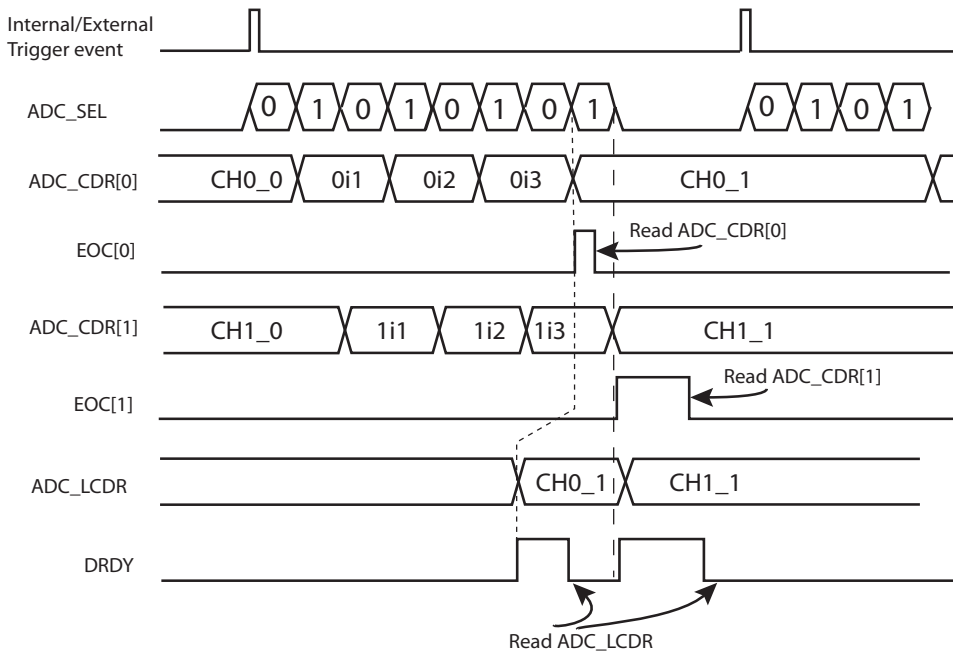 Internal/External
Trigger event
ADC_SEL
0 1 0 1 0 1 0 1 0 1 0 1
ADC_CDR[0]
CH0_0 0i1 0i2 0i3 CH0_1
EOC[0]
Read ADC_CDR[0]
ADC_CDR[1]
CH1_0 1i1 1i2 1i3 CH1_1
EOC[1]
Read ADC_CDR[1]
ADC_LCDR
CH0_1 CH1_1
DRDY
Read ADC_LCDR